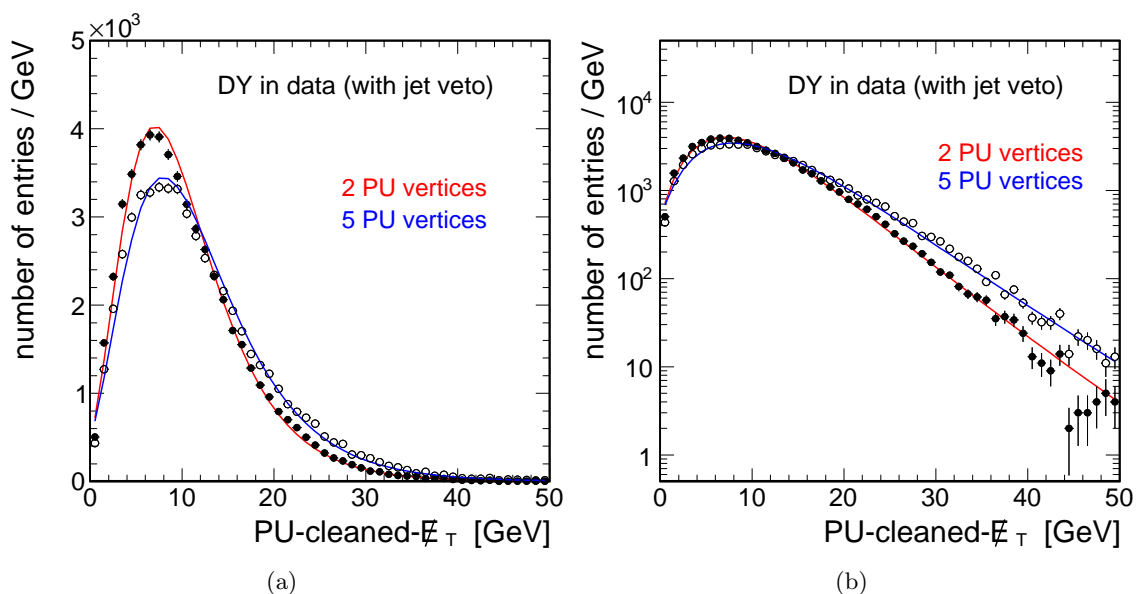 ×10³
5
4
3
2
1
0
0 10 20 30 40 50
number of entries / GeV
DY in data (with jet veto)
2 PU vertices
5 PU vertices
PU-cleaned-E̸ T [GeV]
(a)
10⁴
10³
10²
10
1
0 10 20 30 40 50
number of entries / GeV
DY in data (with jet veto)
2 PU vertices
5 PU vertices
PU-cleaned-E̸ T [GeV]
(b)